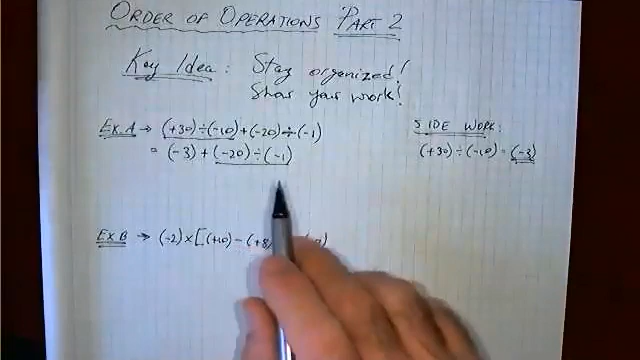 ORDER OF OPERATIONS PART 2
Key Idea: Stay organized!
Show your work!
EX.A → (+30)÷(-10)+(-20)÷(-1)
= (-3)+(-20)÷(-1)
SIDE WORK:
(+30)÷(-10)=(-3)
EX B → (-2)×[(+10)-(+8)